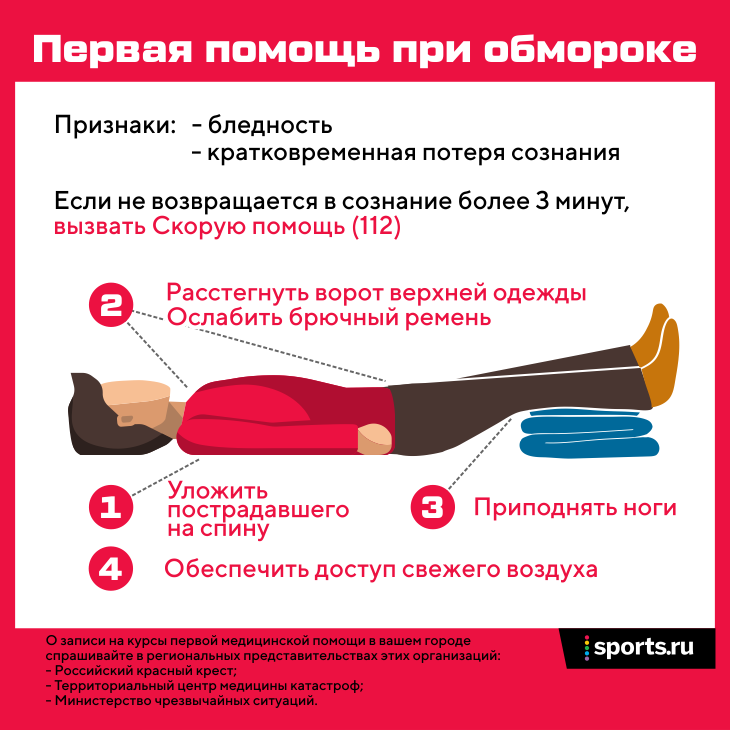 Первая помощь при обмороке
Признаки: - бледность
- кратковременная потеря сознания
Если не возвращается в сознание более 3 минут,
вызвать Скорую помощь (112)
2
Расстегнуть ворот верхней одежды
Ослабить брючный ремень
1
Уложить
пострадавшего
на спину
3
Приподнять ноги
4
Обеспечить доступ свежего воздуха
О записи на курсы первой медицинской помощи в вашем городе
спрашивайте в региональных представительствах этих организаций:
- Российский красный крест;
- Территориальный центр медицины катастроф;
- Министерство чрезвычайных ситуаций.
sports.ru